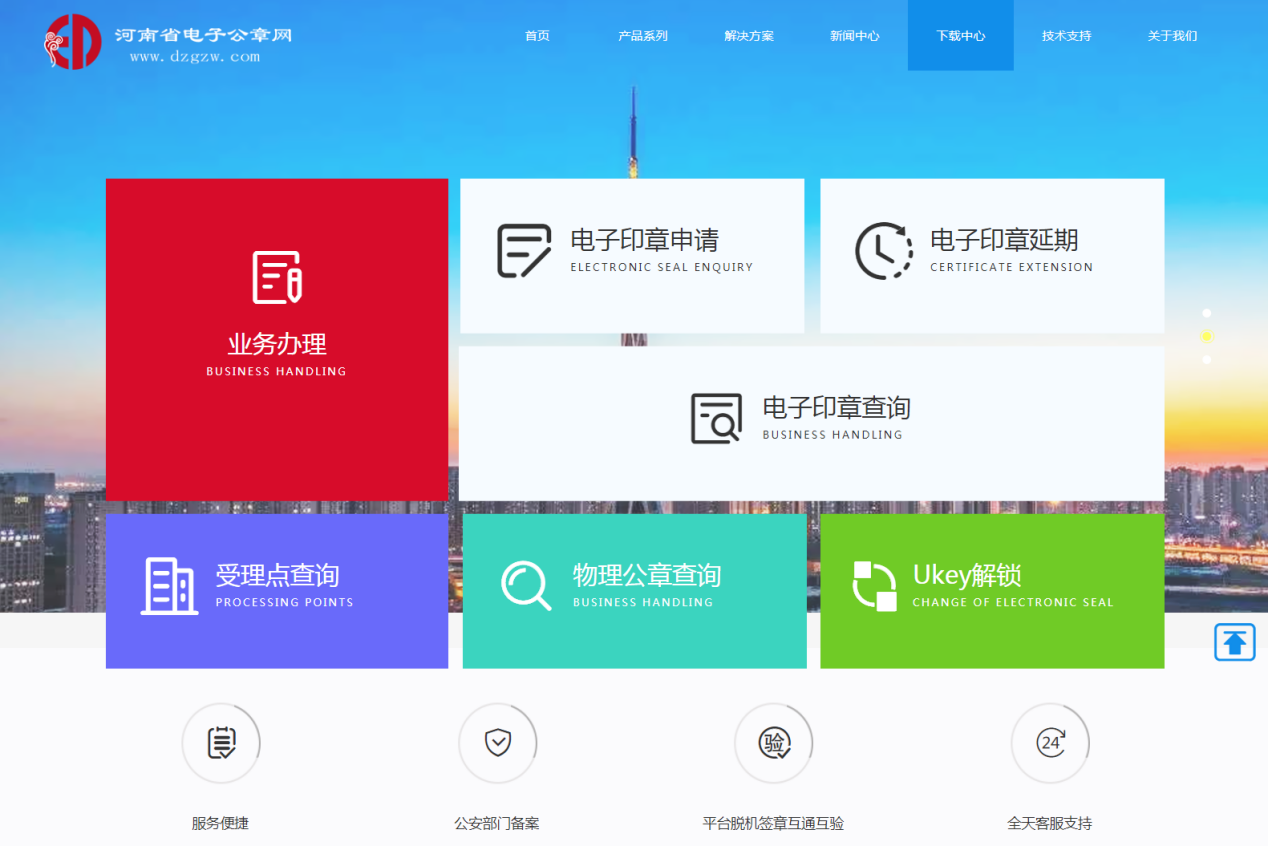 河南省电子公章网
www.dzgzw.com
首页
产品系列
解决方案
新闻中心
下载中心
技术支持
关于我们
业务办理
BUSINESS HANDLING
电子印章申请
ELECTRONIC SEAL ENQUIRY
电子印章延期
CERTIFICATE EXTENSION
电子印章查询
BUSINESS HANDLING
受理点查询
PROCESSING POINTS
物理公章查询
BUSINESS HANDLING
Ukey解锁
CHANGE OF ELECTRONIC SEAL
验
24
服务便捷
公安部门备案
平台脱机签章互通互验
全天客服支持